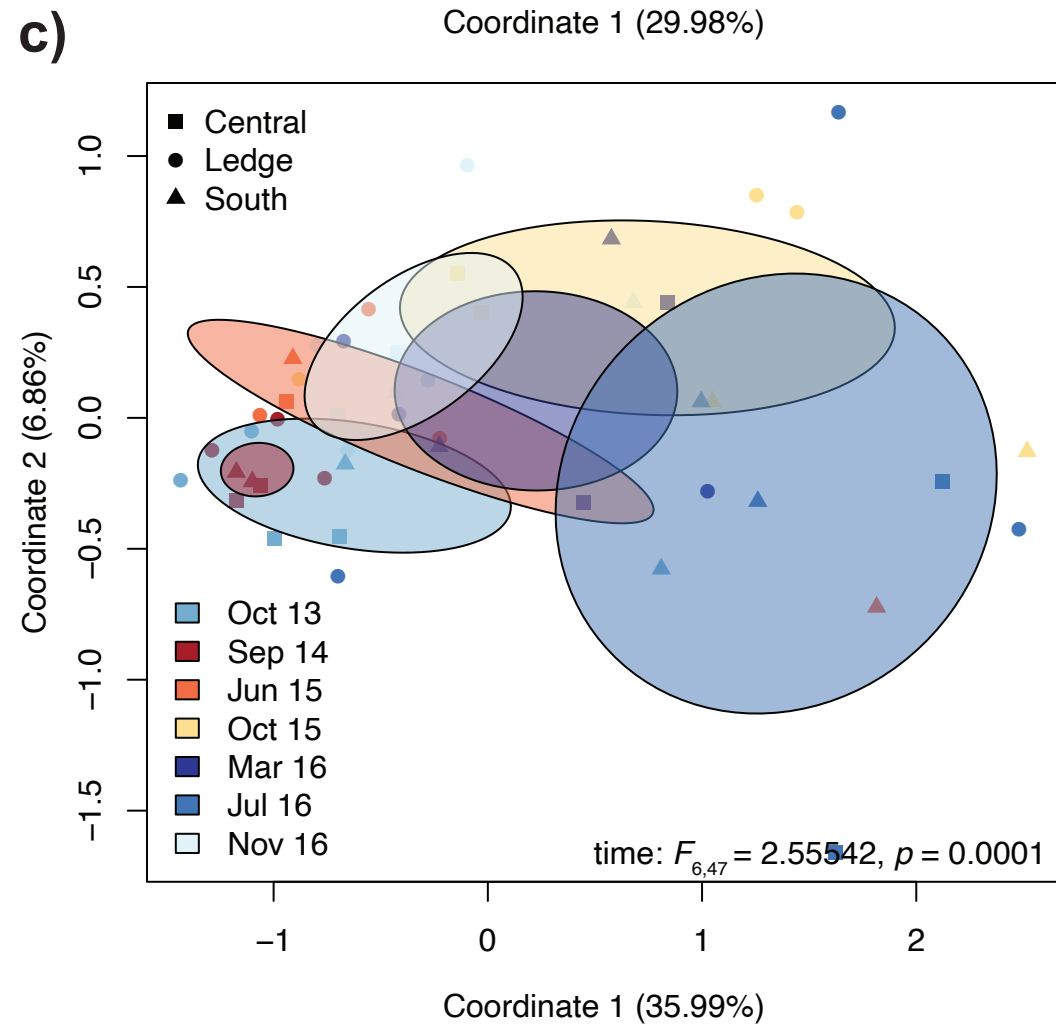 Coordinate 1 (29.98%)
c)
Central
Ledge
South
1.0
0.5
0.0
−0.5
−1.0
−1.5
Coordinate 2 (6.86%)
Oct 13
Sep 14
Jun 15
Oct 15
Mar 16
Jul 16
Nov 16
time: F6,47 = 2.55542, p = 0.0001
−1 0 1 2
Coordinate 1 (35.99%)